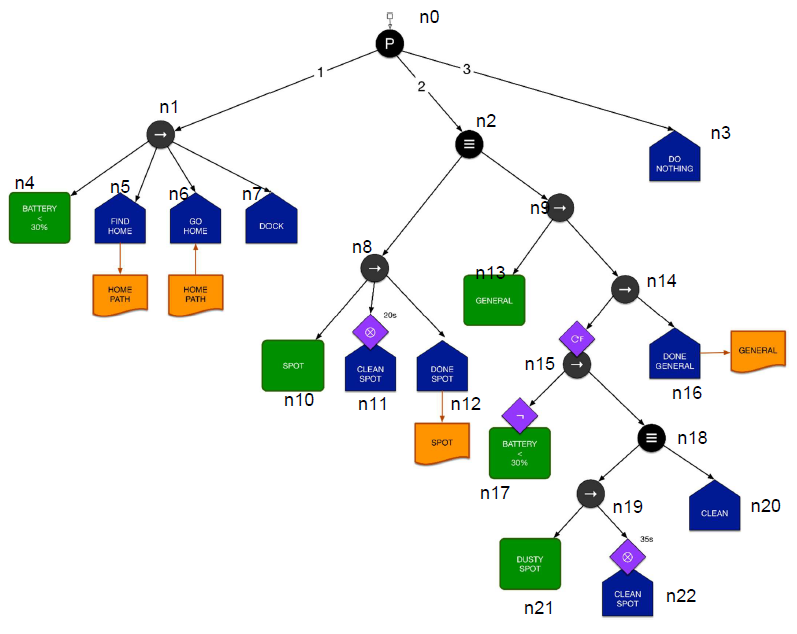 n0
P
1
2
3
n1
→
n2
≡
n3
DO
NOTHING
n4
BATTERY
<
30%
n5
FIND
HOME
n6
GO
HOME
n7
DOCK
HOME
PATH
HOME
PATH
n8
→
n9
→
n13
GENERAL
n14
→
20s
⊗
SPOT
n10
CLEAN
SPOT
n11
DONE
SPOT
n12
SPOT
n15
→
DONE
GENERAL
n16
GENERAL
¬
BATTERY
<
30%
n17
≡
n18
→
n19
CLEAN
n20
DUSTY
SPOT
n21
35s
⊗
CLEAN
SPOT
n22